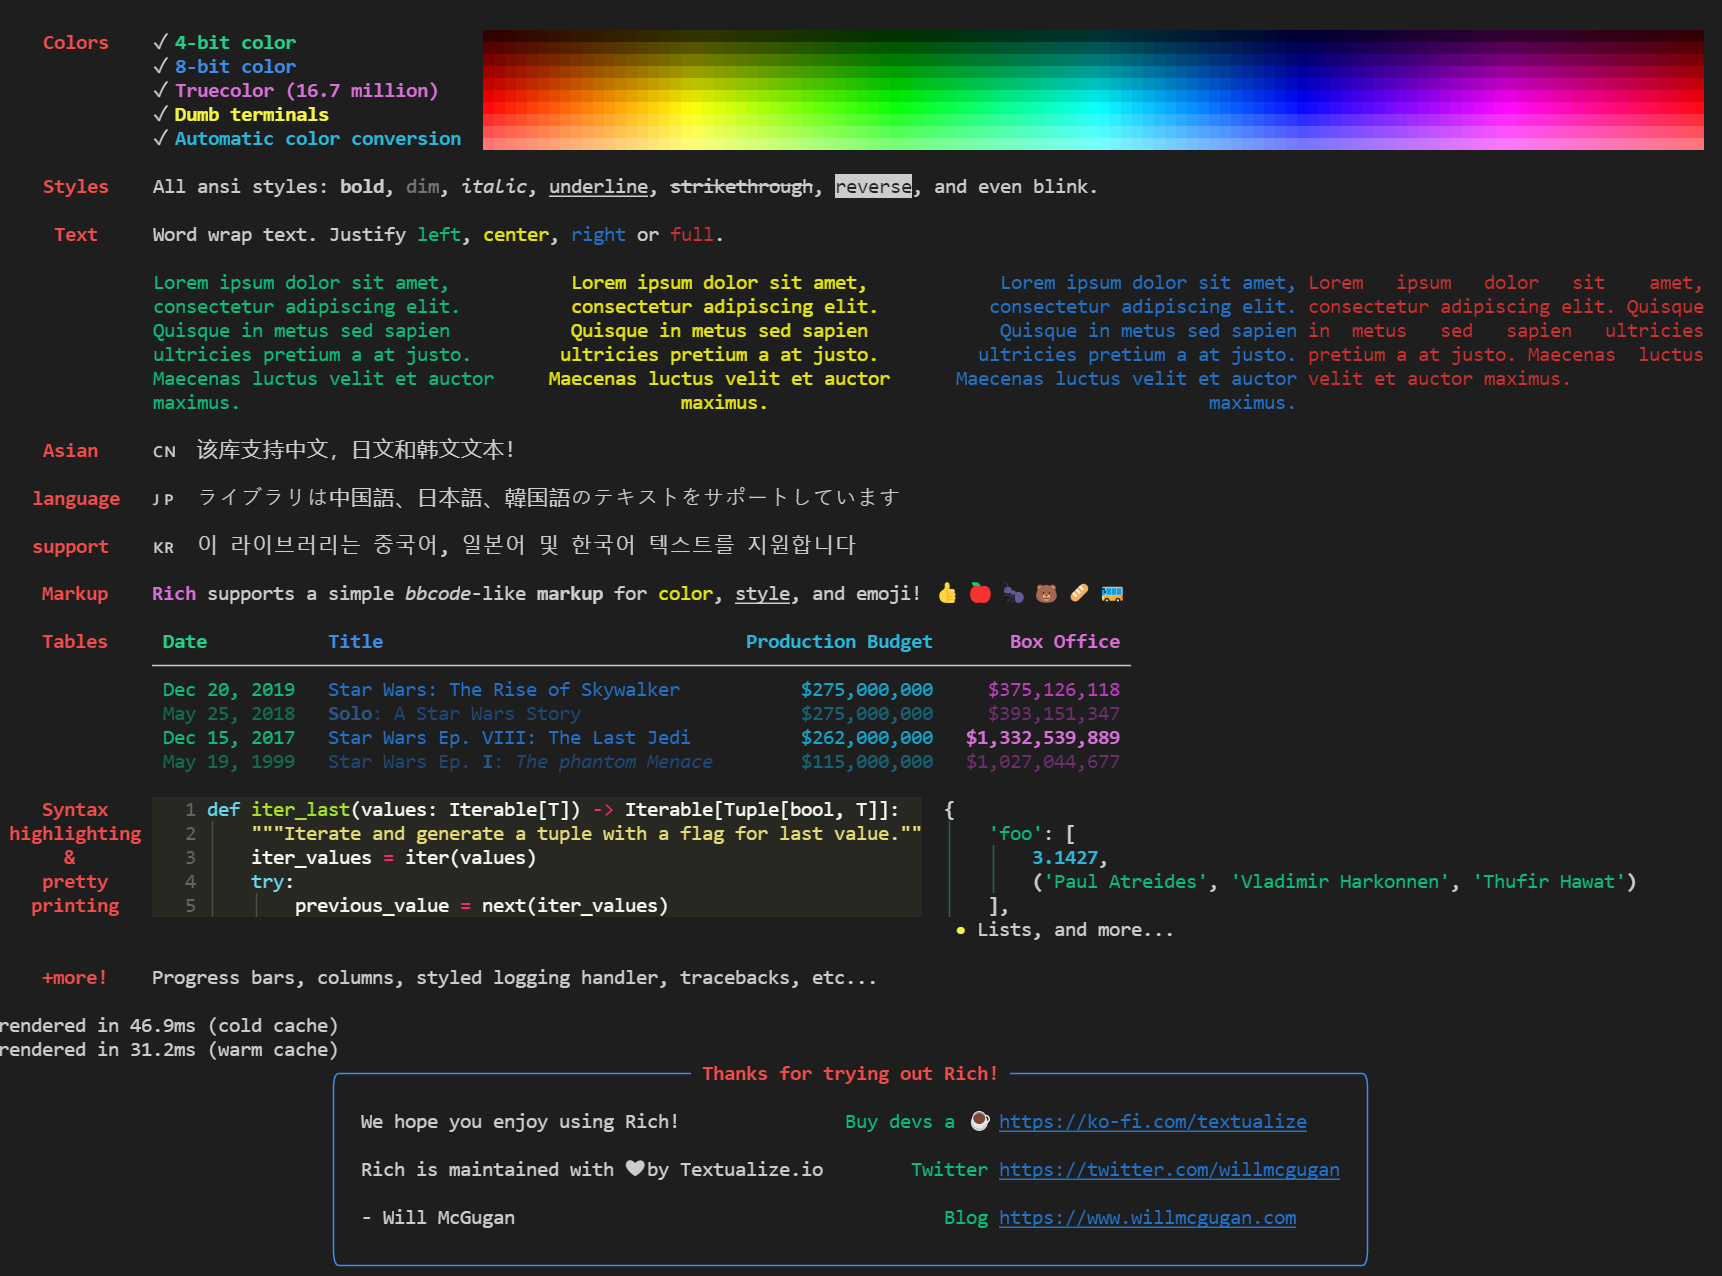 Colors ✓ 4-bit color
✓ 8-bit color
✓ Truecolor (16.7 million)
✓ Dumb terminals
✓ Automatic color conversion
Styles All ansi styles: bold, dim, italic, underline, strikethrough, reverse, and even blink.
Text Word wrap text. Justify left, center, right or full.
Lorem ipsum dolor sit amet, Lorem ipsum dolor sit amet, Lorem ipsum dolor sit amet, Lorem ipsum dolor sit amet,
consectetur adipiscing elit. consectetur adipiscing elit. consectetur adipiscing elit. consectetur adipiscing elit. Quisque
Quisque in metus sed sapien Quisque in metus sed sapien Quisque in metus sed sapien in metus sed sapien ultricies
ultricies pretium a at justo. ultricies pretium a at justo. ultricies pretium a at justo. pretium a at justo. Maecenas luctus
Maecenas luctus velit et auctor Maecenas luctus velit et auctor Maecenas luctus velit et auctor velit et auctor maximus.
maximus. maximus. maximus.
Asian CN 该库支持中文，日文和韩文文本！
language JP ライブラリは中国語、日本語、韓国語のテキストをサポートしています
support KR 이 라이브러리는 중국어, 일본어 및 한국어 텍스트를 지원합니다
Markup Rich supports a simple bbcode-like markup for color, style, and emoji! 👍 🍎 🐜 🐻 🥖 🚌
Tables Date Title Production Budget Box Office
Dec 20, 2019 Star Wars: The Rise of Skywalker $275,000,000 $375,126,118
May 25, 2018 Solo: A Star Wars Story $275,000,000 $393,151,347
Dec 15, 2017 Star Wars Ep. VIII: The Last Jedi $262,000,000 $1,332,539,889
May 19, 1999 Star Wars Ep. I: The phantom Menace $115,000,000 $1,027,044,677
Syntax 1 def iter_last(values: Iterable[T]) -> Iterable[Tuple[bool, T]]: {
highlighting 2 """Iterate and generate a tuple with a flag for last value.""" 'foo': [
& 3 iter_values = iter(values) 3.1427,
pretty 4 try: ('Paul Atreides', 'Vladimir Harkonnen', 'Thufir Hawat')
printing 5 previous_value = next(iter_values) ],
• Lists, and more...
+more! Progress bars, columns, styled logging handler, tracebacks, etc...
rendered in 46.9ms (cold cache)
rendered in 31.2ms (warm cache)
Thanks for trying out Rich!
We hope you enjoy using Rich! Buy devs a ☕ https://ko-fi.com/textualize
Rich is maintained with ❤ by Textualize.io Twitter https://twitter.com/willmcgugan
- Will McGugan Blog https://www.willmcgugan.com